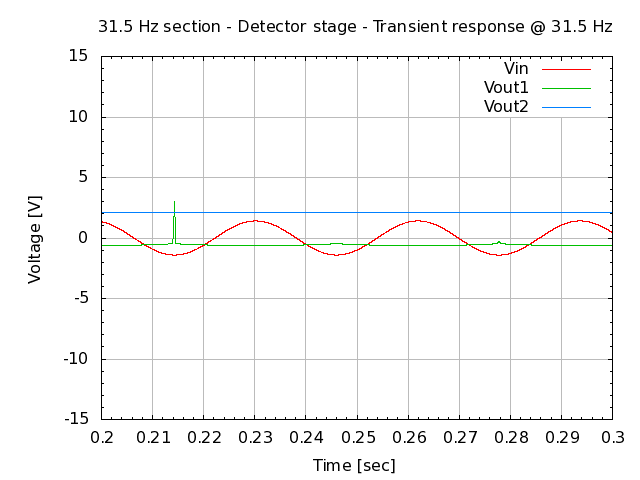 31.5 Hz section - Detector stage - Transient response @ 31.5 Hz
Vin
Vout1
Vout2
15
10
5
0
-5
-10
-15
Voltage [V]
0.2 0.21 0.22 0.23 0.24 0.25 0.26 0.27 0.28 0.29 0.3
Time [sec]